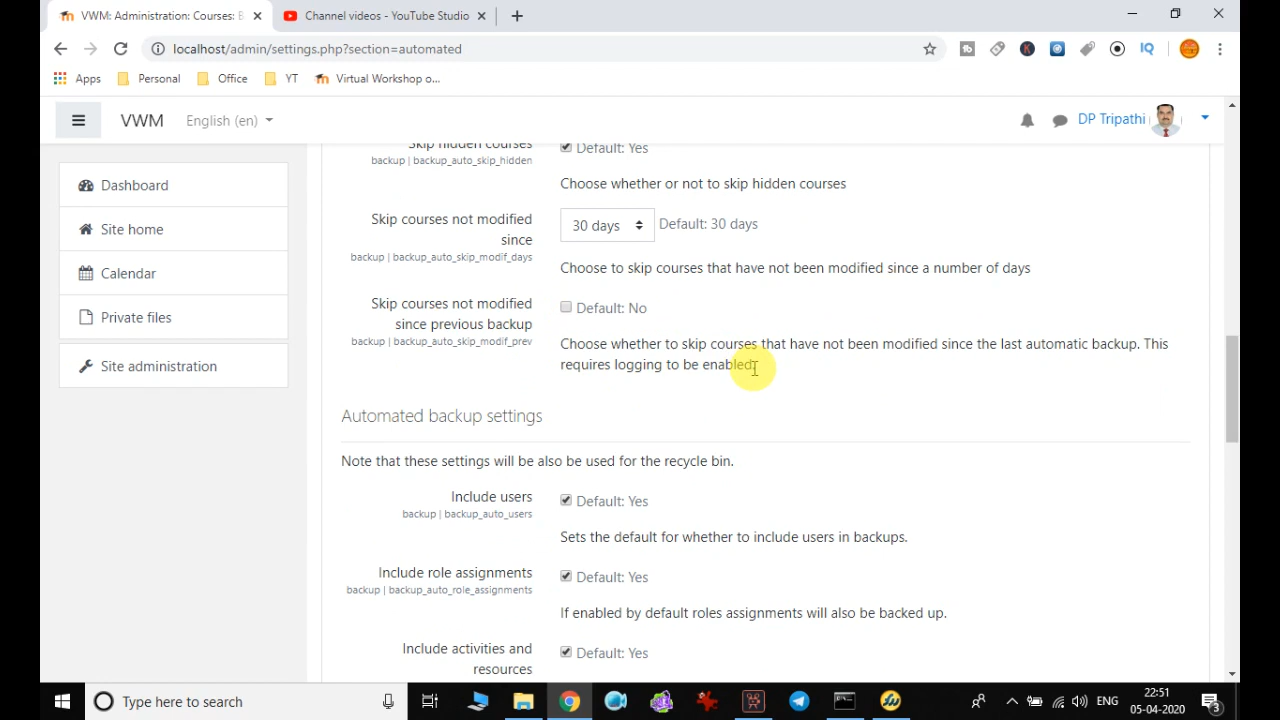 VWM: Administration: Courses: B
Channel videos - YouTube Studio
localhost/admin/settings.php?section=automated
IQ
Apps
Personal
Office
YT
Virtual Workshop o...
VWM
English (en)
DP Tripathi
Skip hidden courses
Default: Yes
backup | backup_auto_skip_hidden
Choose whether or not to skip hidden courses
Dashboard
Site home
Calendar
Private files
Site administration
Skip courses not modified
since
backup | backup_auto_skip_modif_days
30 days
Default: 30 days
Choose to skip courses that have not been modified since a number of days
Skip courses not modified
since previous backup
backup | backup_auto_skip_modif_prev
Default: No
Choose whether to skip courses that have not been modified since the last automatic backup. This
requires logging to be enabled
Automated backup settings
Note that these settings will be also be used for the recycle bin.
Include users
backup | backup_auto_users
Default: Yes
Sets the default for whether to include users in backups.
Include role assignments
backup | backup_auto_role_assignments
Default: Yes
If enabled by default roles assignments will also be backed up.
Include activities and
resources
Default: Yes
Type here to search
ENG
22:51
05-04-2020
3